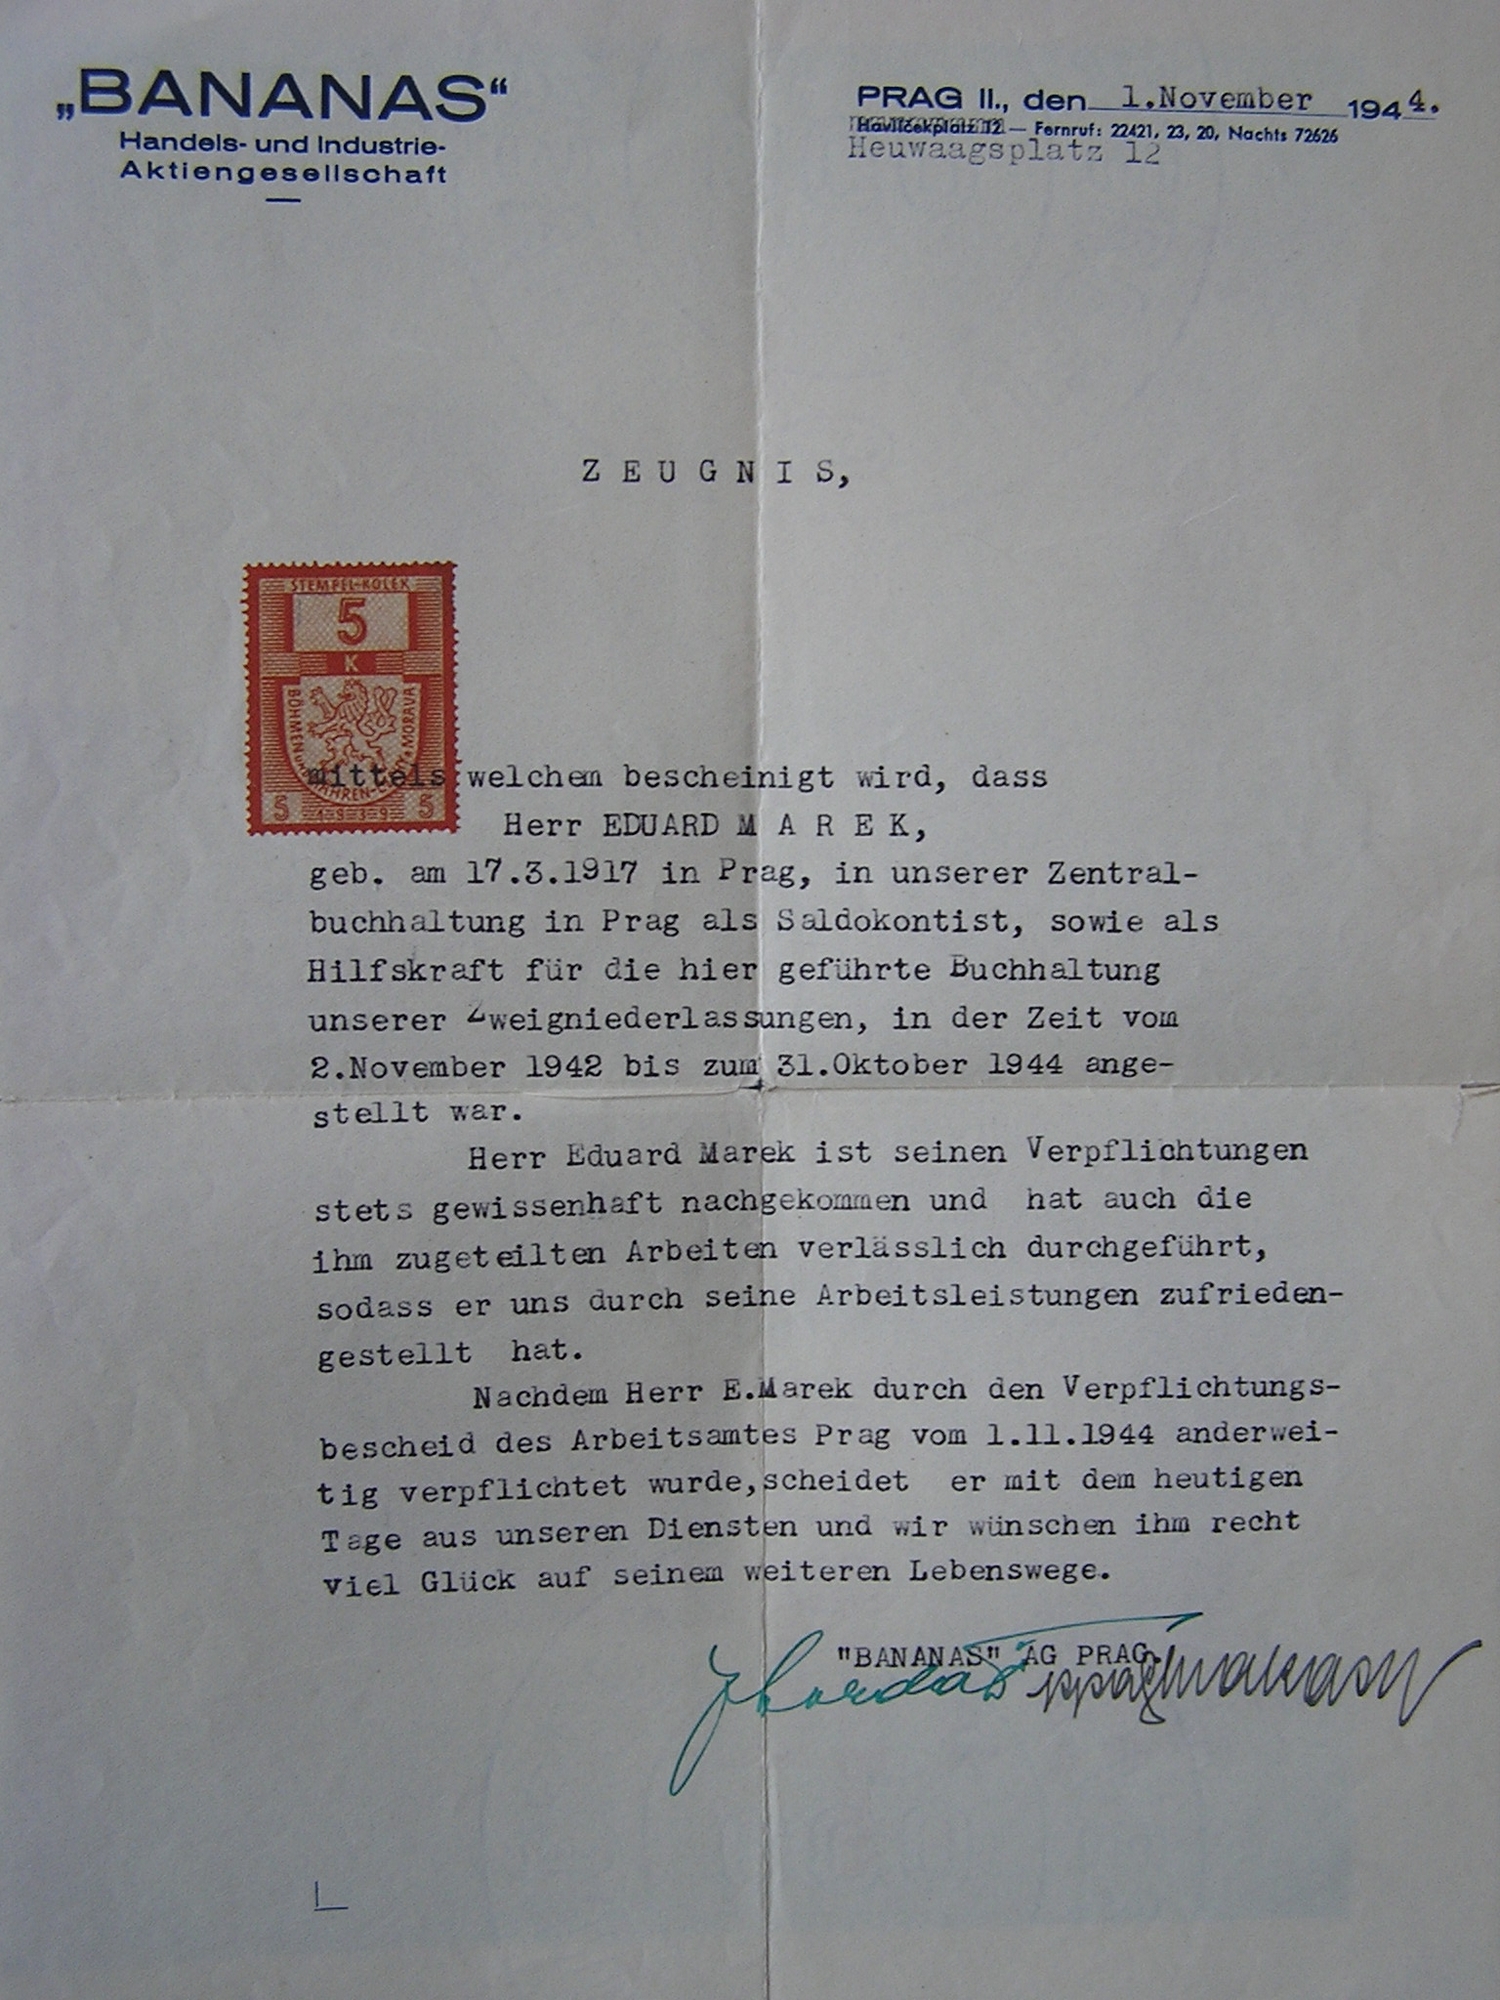 „BANANAS“
Handels- und Industrie-
Aktiengesellschaft
PRAG II., den 1.November 1944.
Havlíčekplatz 12 — Fernruf: 22421, 23, 20, Nachts 72626
Heuwaagsplatz 12
Z E U G N I S,
STEMPEL-KOLEK
5
K
BÖHMEN UND MÄHREN MORAVA
5 1939 5
mittels welchem bescheinigt wird, dass
Herr EDUARD M A R E K,
geb. am 17.3.1917 in Prag, in unserer Zentral-
buchhaltung in Prag als Saldokontist, sowie als
Hilfskraft für die hier geführte Buchhaltung
unserer Zweigniederlassungen, in der Zeit vom
2.November 1942 bis zum 31.Oktober 1944 ange-
stellt war.
Herr Eduard Marek ist seinen Verpflichtungen
stets gewissenhaft nachgekommen und hat auch die
ihm zugeteilten Arbeiten verlässlich durchgeführt,
sodass er uns durch seine Arbeitsleistungen zufrieden-
gestellt hat.
Nachdem Herr E.Marek durch den Verpflichtungs-
bescheid des Arbeitsamtes Prag vom 1.11.1944 anderwei-
tig verpflichtet wurde,scheidet er mit dem heutigen
Tage aus unseren Diensten und wir wünschen ihm recht
viel Glück auf seinem weiteren Lebenswege.
"BANANAS" AG PRAG.